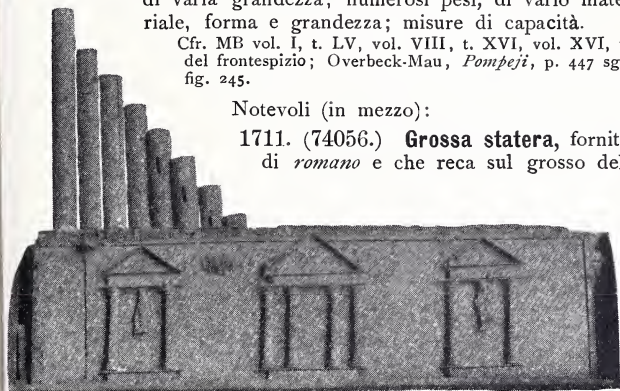 di varia grandezza; numerosi pesi, di vario mate
riale, forma e grandezza; misure di capacità.
Cfr. MB vol. I, t. LV, vol. VIII, t. XVI, vol. XVI,
del frontespizio; Overbeck-Mau, Pompeji, p. 447 sg
fig. 245.
Notevoli (in mezzo):
1711. (74056.) Grossa statera, fornit
di romano e che reca sul grosso de